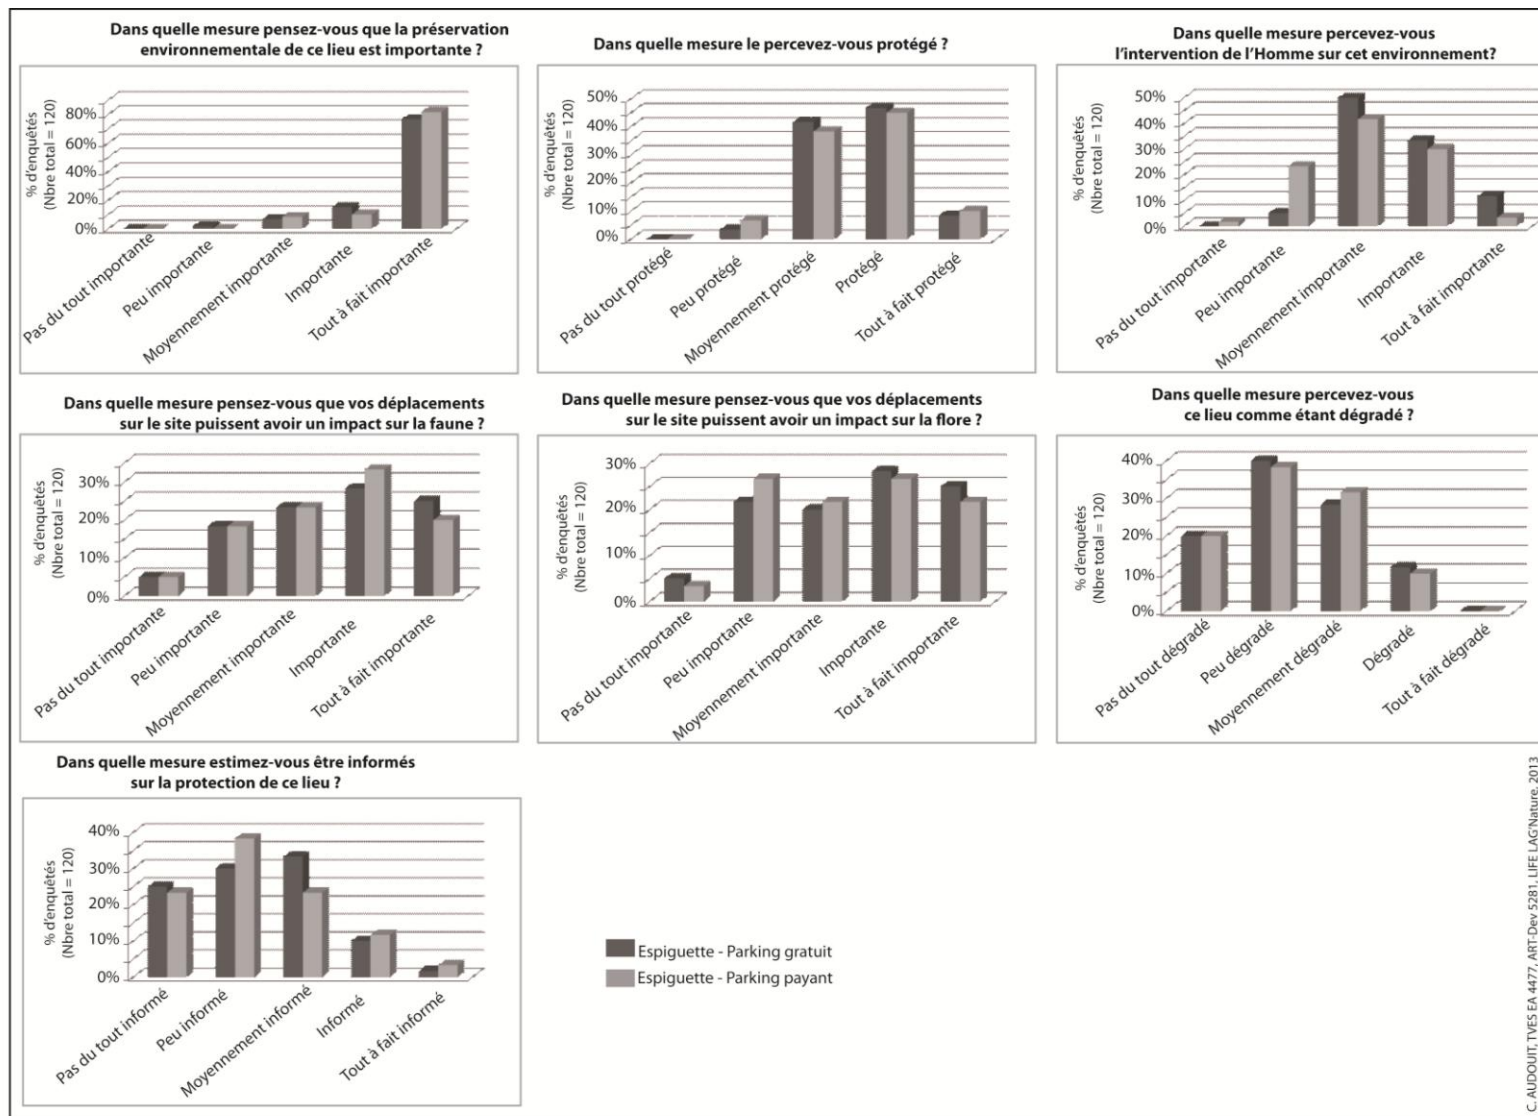 Dans quelle mesure pensez-vous que la préservation
environnementale de ce lieu est importante ?
% d'enquêtés
(Nbre total = 120)
80%
60%
40%
20%
0%
Pas du tout importante
Peu importante
Moyennement importante
Importante
Tout à fait importante
Dans quelle mesure le percevez-vous protégé ?
% d'enquêtés
(Nbre total = 120)
50%
40%
30%
20%
10%
0%
Pas du tout protégé
Peu protégé
Moyennement protégé
Protégé
Tout à fait protégé
Dans quelle mesure percevez-vous
l'intervention de l'Homme sur cet environnement?
% d'enquêtés
(Nbre total = 120)
50%
40%
30%
20%
10%
0%
Pas du tout importante
Peu importante
Moyennement importante
Importante
Tout à fait importante
Dans quelle mesure pensez-vous que vos déplacements
sur le site puissent avoir un impact sur la faune ?
% d'enquêtés
(Nbre total = 120)
30%
20%
10%
0%
Pas du tout importante
Peu importante
Moyennement importante
Importante
Tout à fait importante
Dans quelle mesure pensez-vous que vos déplacements
sur le site puissent avoir un impact sur la flore ?
% d'enquêtés
(Nbre total = 120)
30%
20%
10%
0%
Pas du tout importante
Peu importante
Moyennement importante
Importante
Tout à fait importante
Dans quelle mesure percevez-vous
ce lieu comme étant dégradé ?
% d'enquêtés
(Nbre total = 120)
40%
30%
20%
10%
0%
Pas du tout dégradé
Peu dégradé
Moyennement dégradé
Dégradé
Tout à fait dégradé
Dans quelle mesure estimez-vous être informés
sur la protection de ce lieu ?
% d'enquêtés
(Nbre total = 120)
40%
30%
20%
10%
0%
Pas du tout informé
Peu informé
Moyennement informé
Informé
Tout à fait informé
Espiguette - Parking gratuit
Espiguette - Parking payant
C. AUDOUIT, TVES EA 4477, ART-Dev 5281, LIFE LAG'Nature, 2013